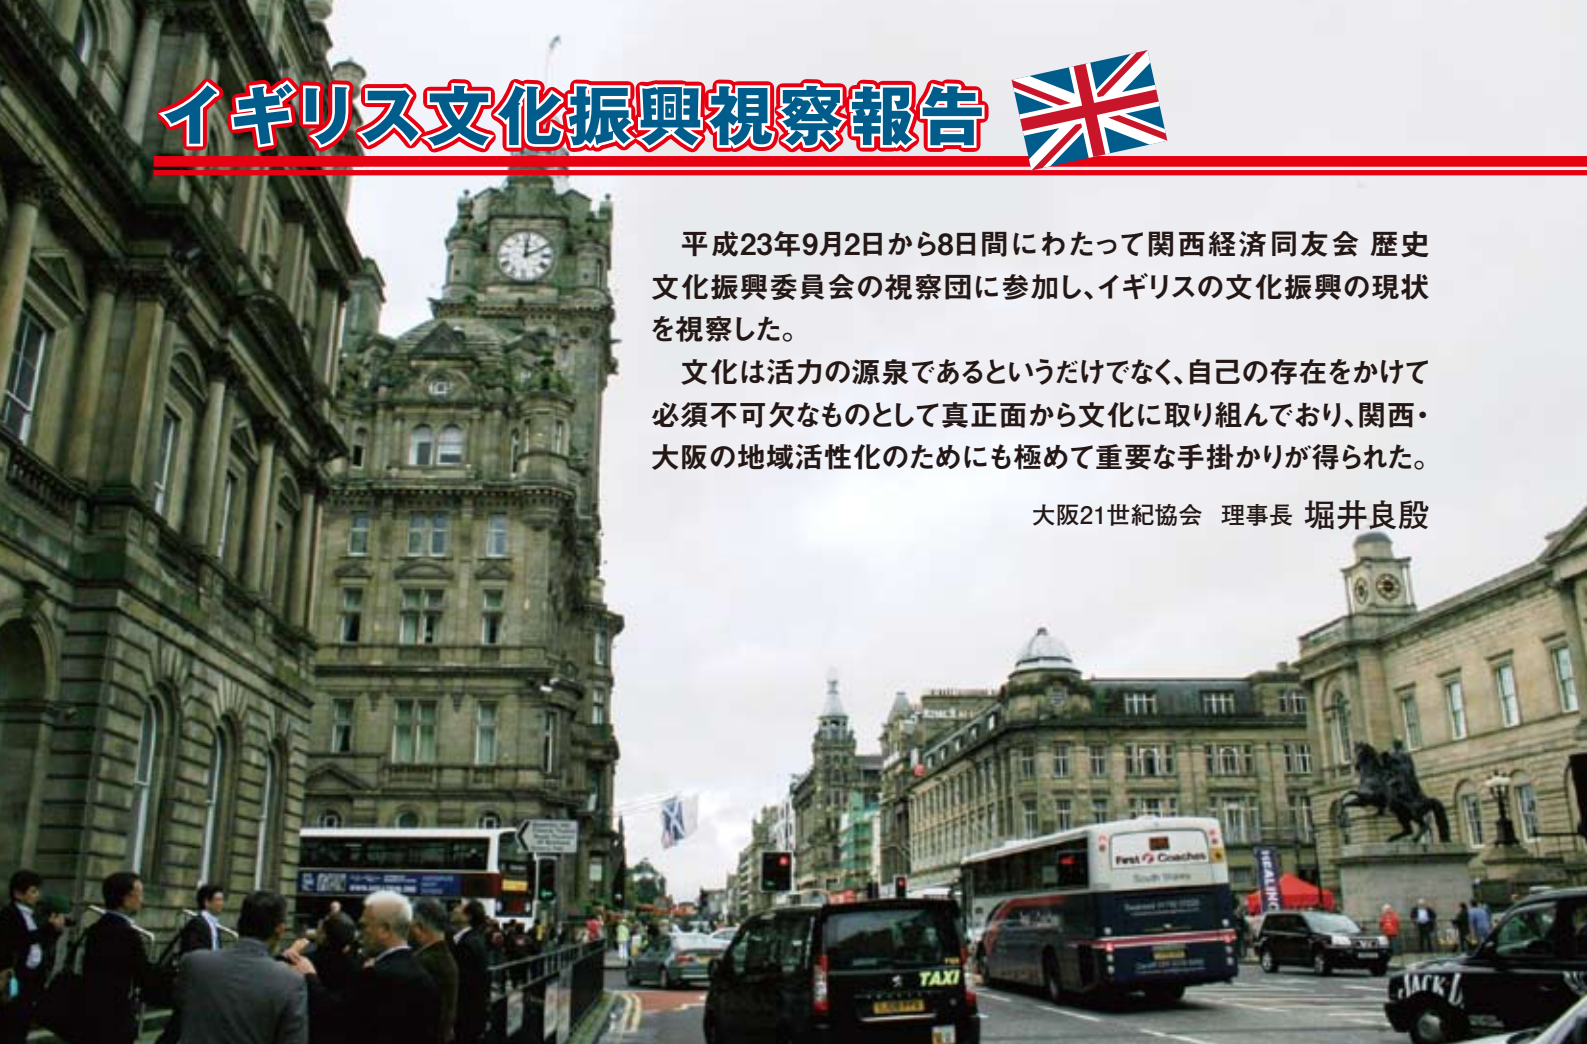 イギリス文化振興視察報告
　平成23年9月2日から8日間にわたって関西経済同友会 歴史
文化振興委員会の視察団に参加し、イギリスの文化振興の現状
を視察した。
　文化は活力の源泉であるというだけでなく、自己の存在をかけて
必須不可欠なものとして真正面から文化に取り組んでおり、関西・
大阪の地域活性化のためにも極めて重要な手掛かりが得られた。
大阪21世紀協会　理事長 堀井良殷
First Coaches
South Wales
HEALING
TAXI
JACK